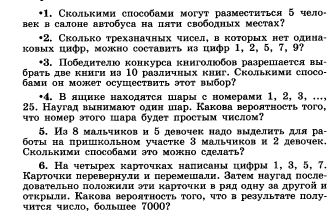 •1. Сколькими способами могут разместиться 5 чело-
век в салоне автобуса на пяти свободных местах?
•2. Сколько трехзначных чисел, в которых нет одина-
ковых цифр, можно составить из цифр 1, 2, 5, 7, 9?
•3. Победителю конкурса книголюбов разрешается вы-
брать две книги из 10 различных книг. Сколькими спосо-
бами он может осуществить этот выбор?
•4. В ящике находятся шары с номерами 1, 2, 3, ...,
25. Наугад вынимают один шар. Какова вероятность того,
что номер этого шара будет простым числом?
5. Из 8 мальчиков и 5 девочек надо выделить для ра-
боты на пришкольном участке 3 мальчиков и 2 девочек.
Сколькими способами это можно сделать?
6. На четырех карточках написаны цифры 1, 3, 5, 7.
Карточки перевернули и перемешали. Затем наугад после-
довательно положили эти карточки в ряд одну за другой и
открыли. Какова вероятность того, что в результате полу-
чится число, большее 7000?